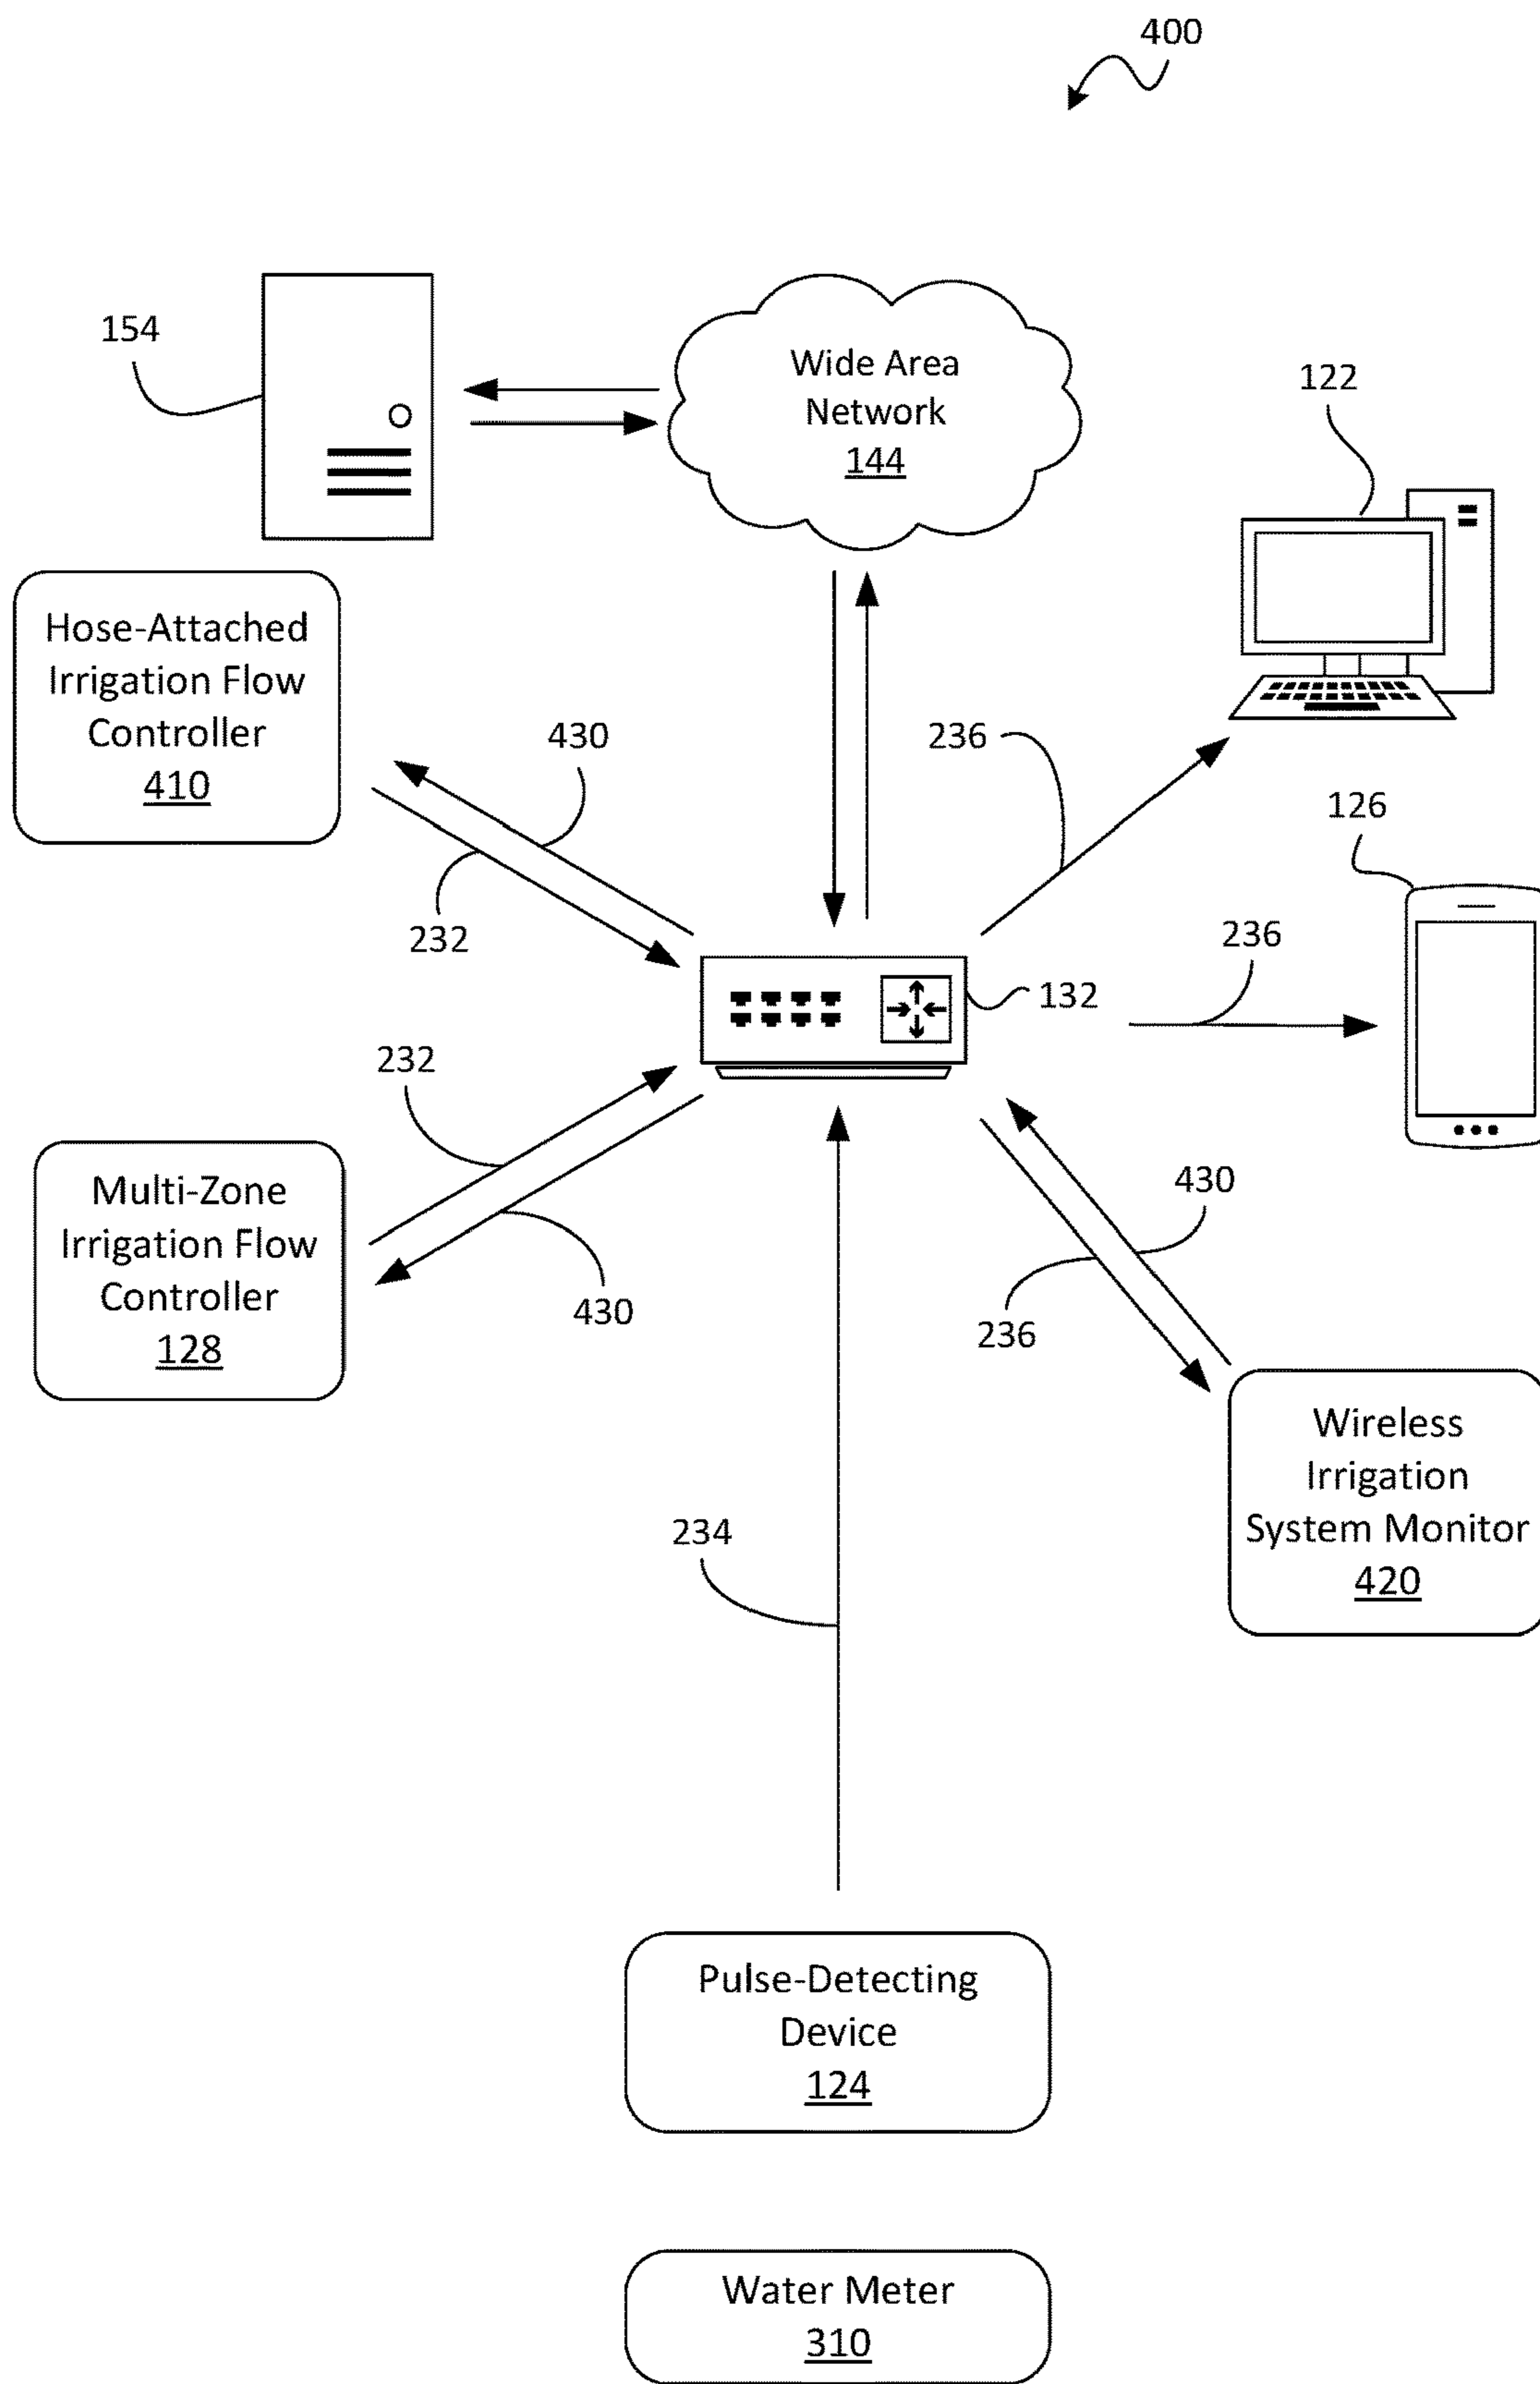 400
154
Wide Area
Network
144
122
Hose-Attached
Irrigation Flow
Controller
410
430
236
126
232
236
132
232
Multi-Zone
Irrigation Flow
Controller
128
430
430
236
Wireless
Irrigation
System Monitor
420
234
Pulse-Detecting
Device
124
Water Meter
310